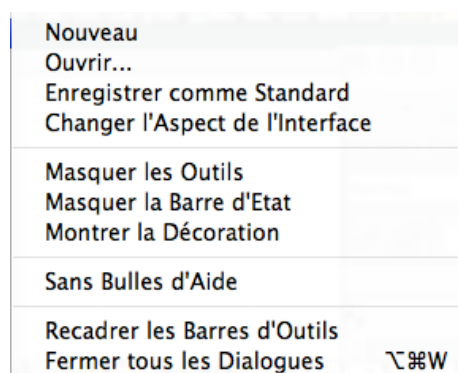 Nouveau
Ouvrir...
Enregistrer comme Standard
Changer l'Aspect de l'Interface
Masquer les Outils
Masquer la Barre d'Etat
Montrer la Décoration
Sans Bulles d'Aide
Recadrer les Barres d'Outils
Fermer tous les Dialogues ⌥⌘W